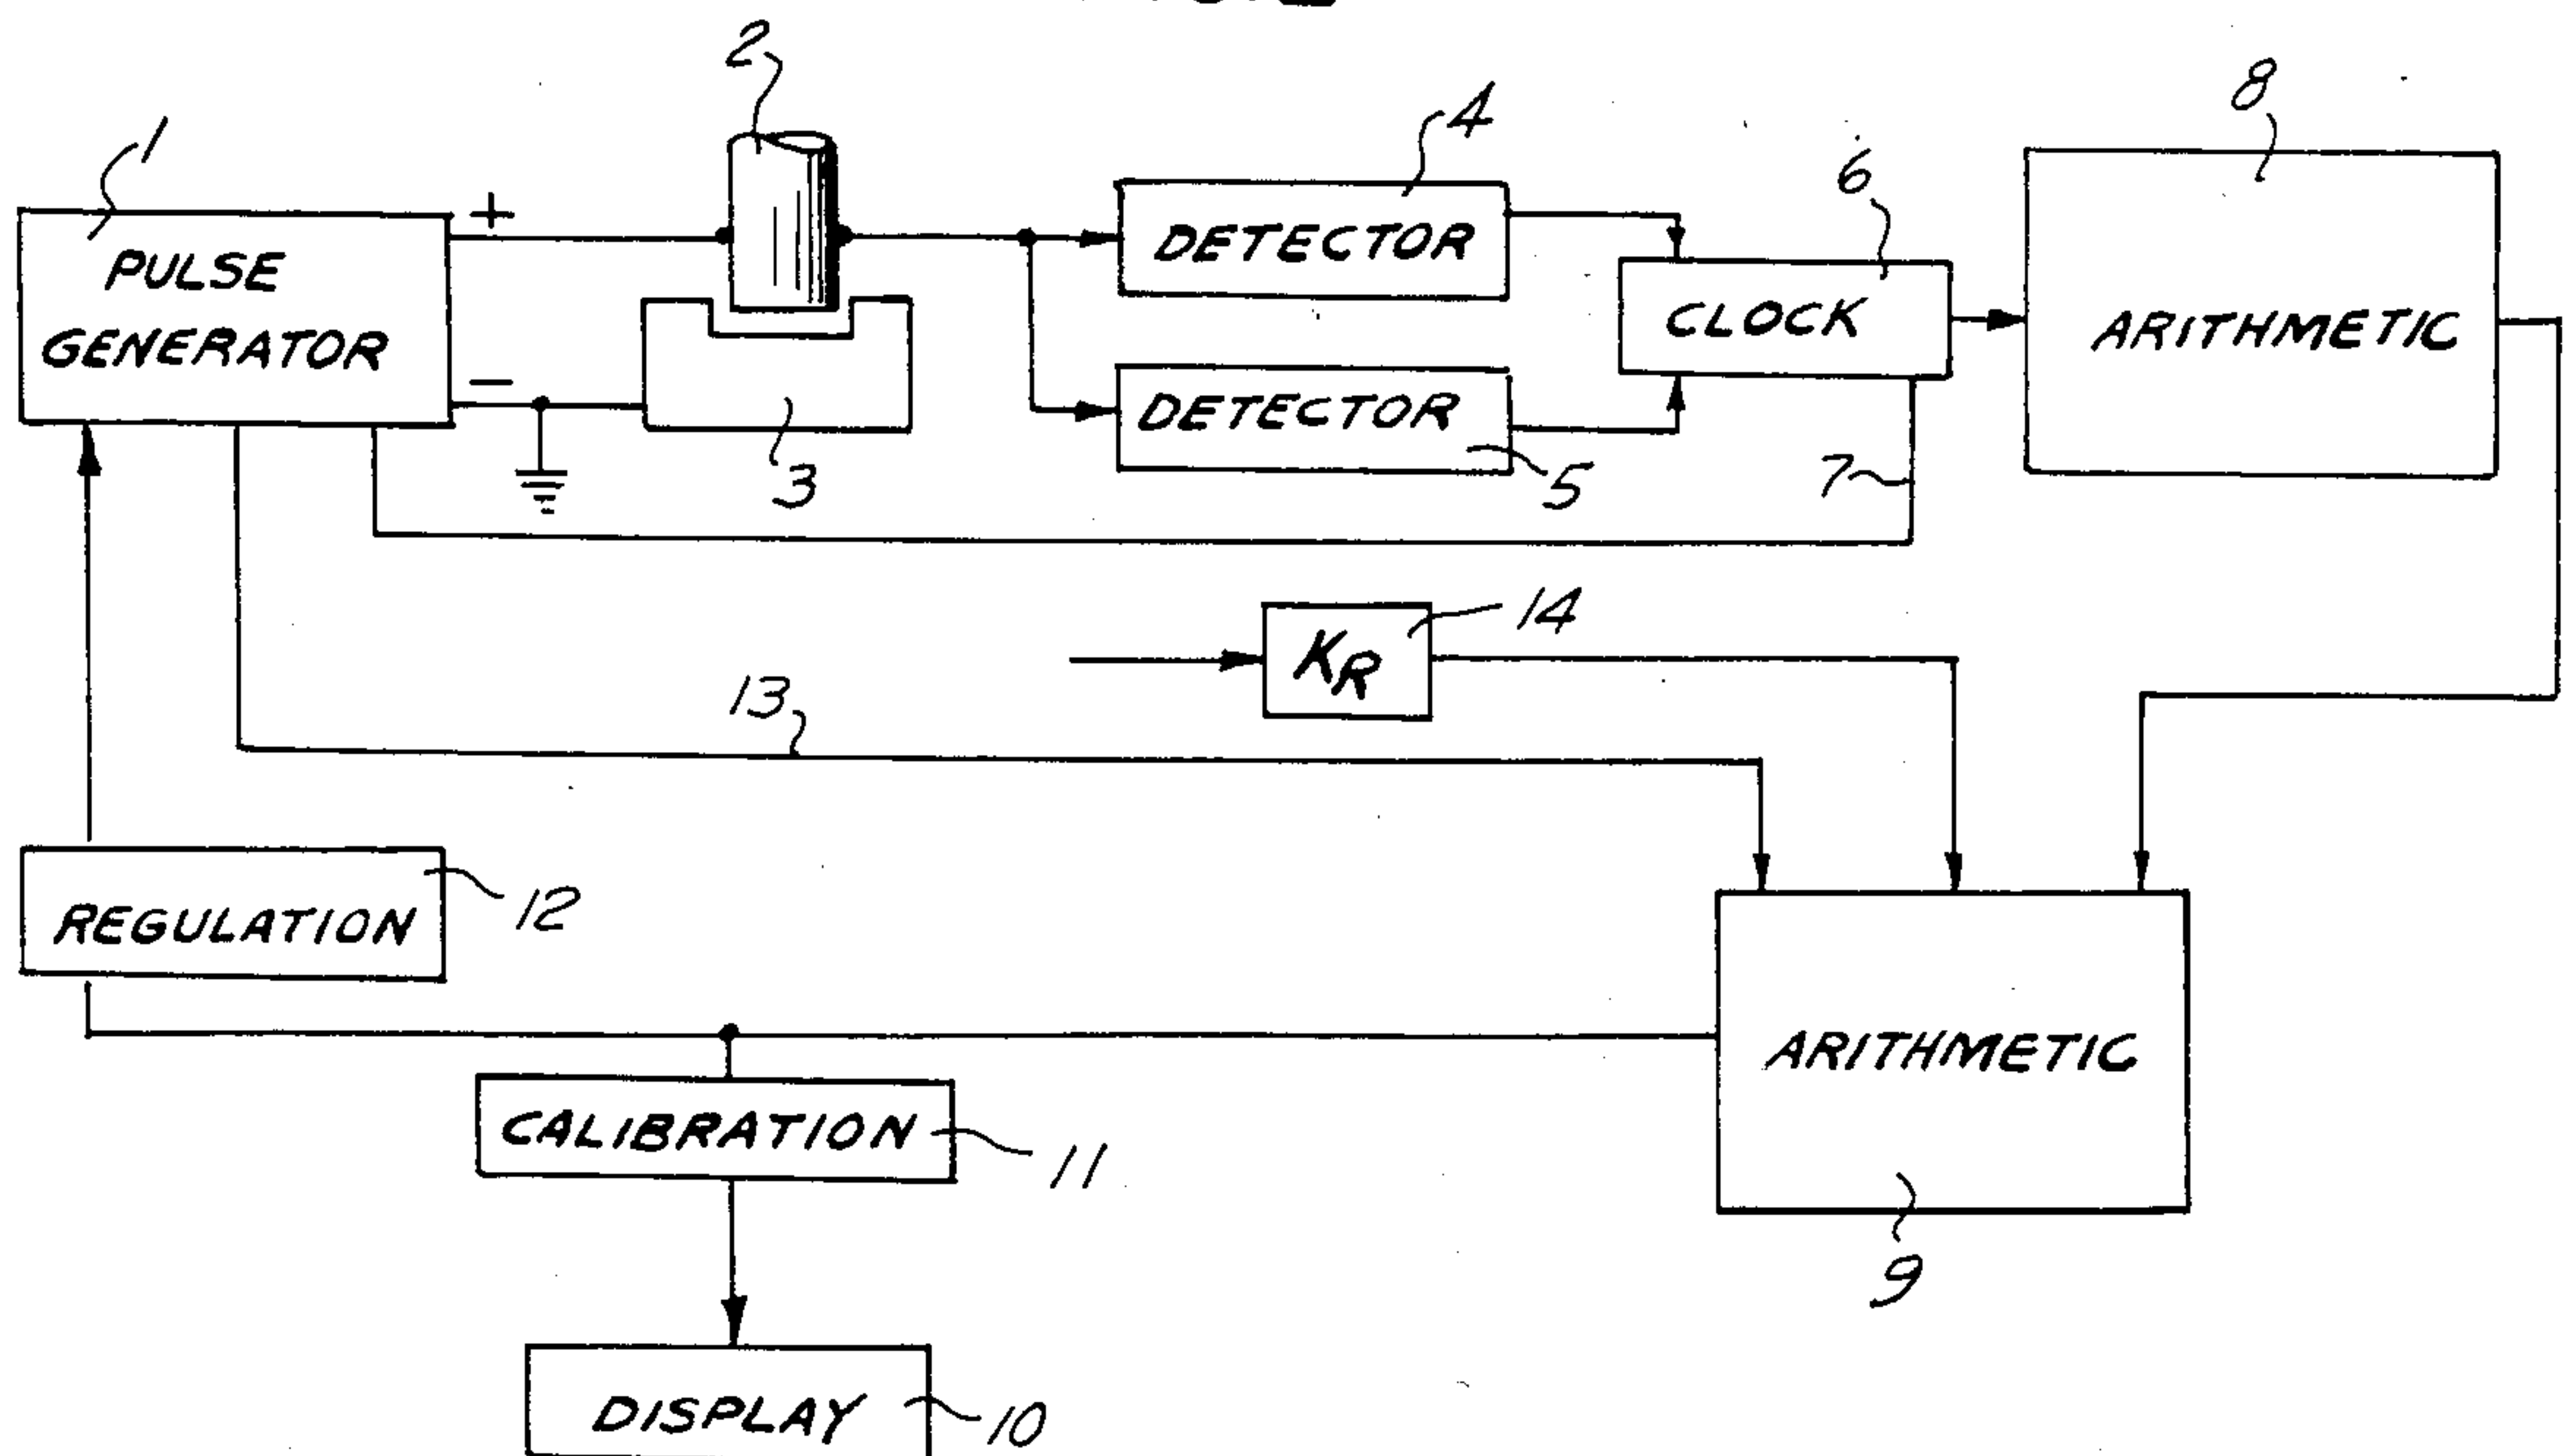 2
4
8
1
6
+
PULSE
GENERATOR
DETECTOR
CLOCK
ARITHMETIC
−
DETECTOR
3
5
7
14
KR
13
12
REGULATION
ARITHMETIC
CALIBRATION
11
9
DISPLAY
10